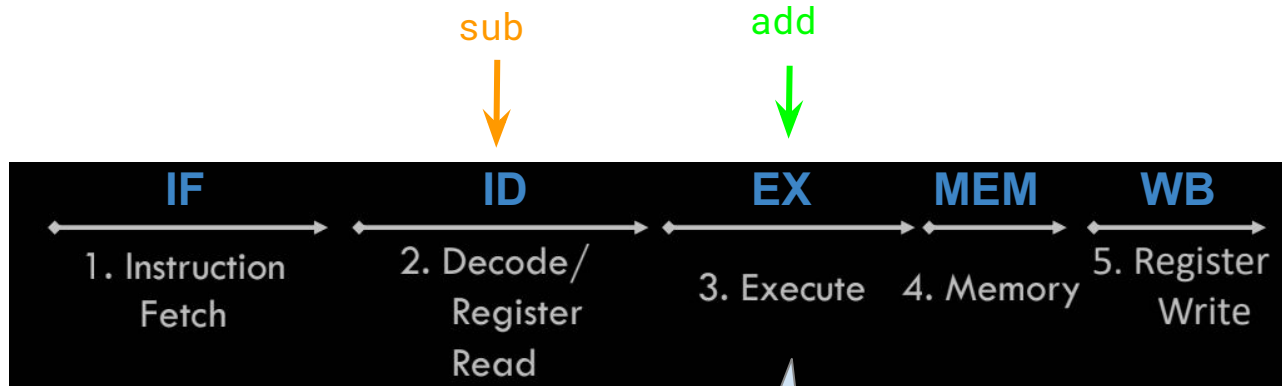 sub
add
IF
ID
EX
MEM
WB
1. Instruction
Fetch
2. Decode/
Register
Read
3. Execute
4. Memory
5. Register
Write